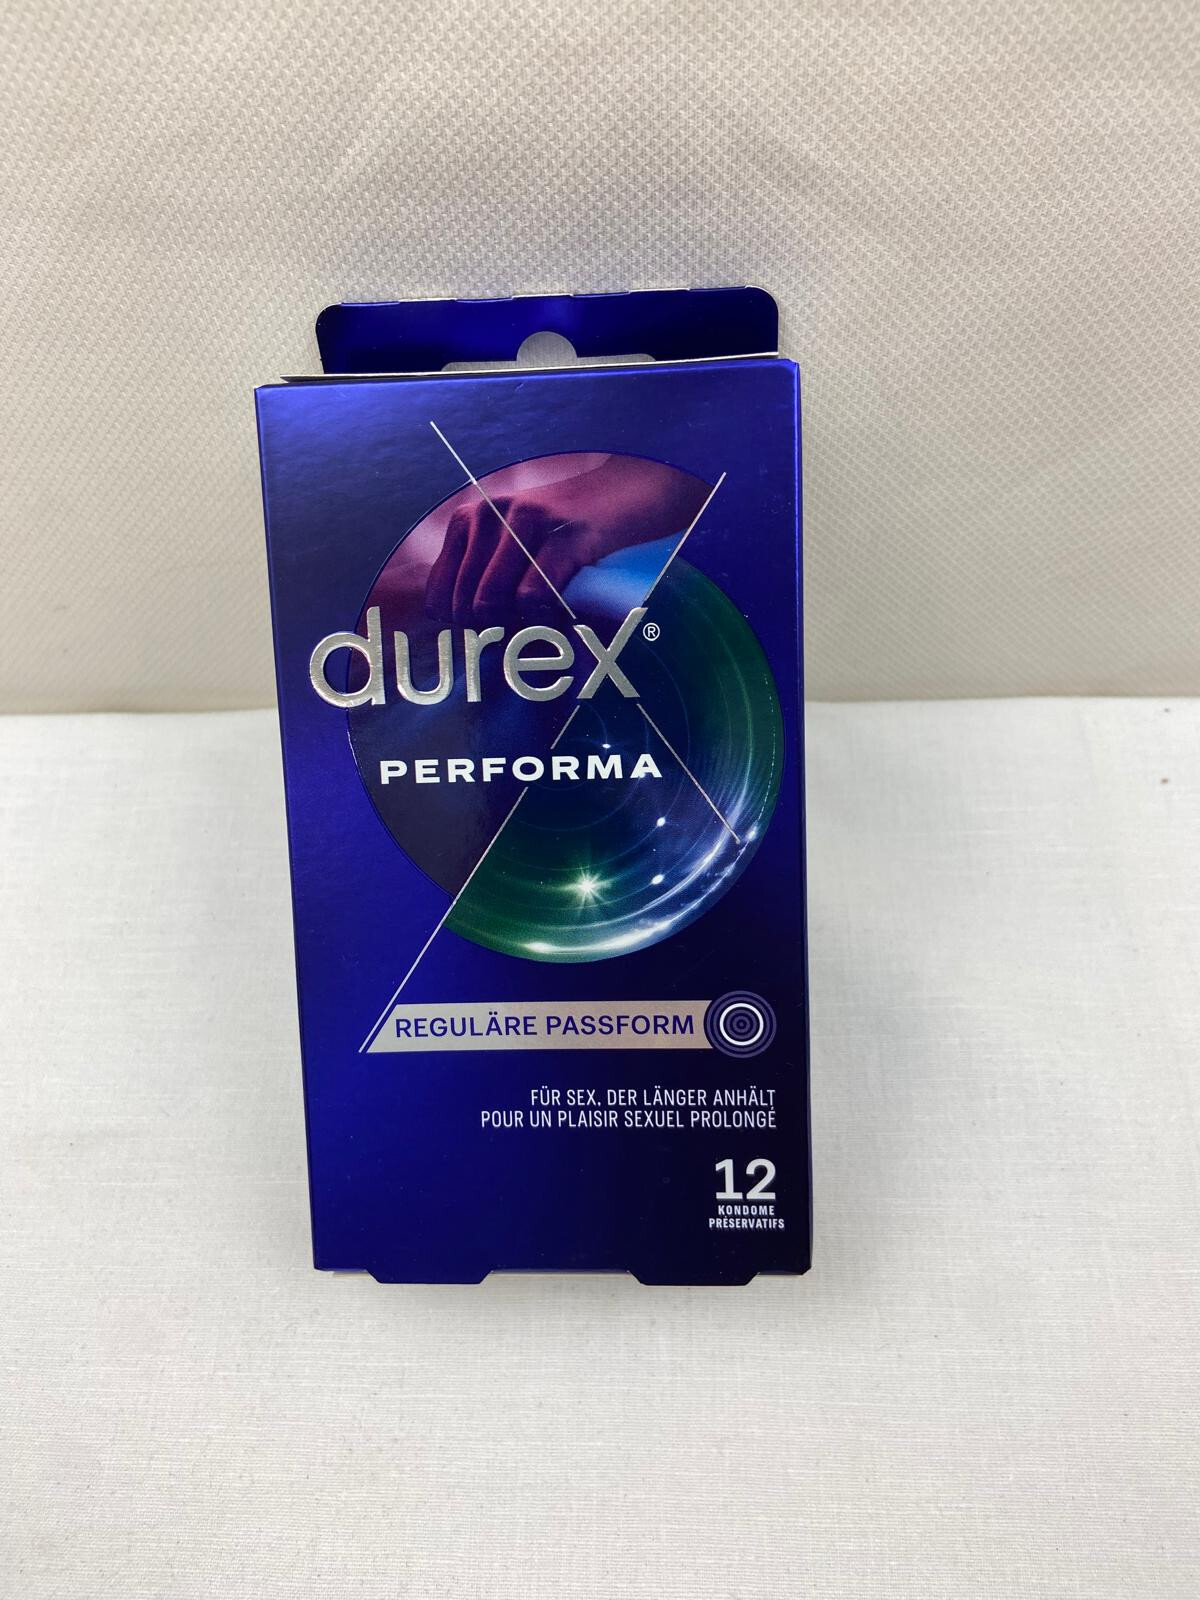 durex®
PERFORMA
REGULÄRE PASSFORM
FÜR SEX, DER LÄNGER ANHÄLT
POUR UN PLAISIR SEXUEL PROLONGÉ
12
KONDOME
PRÉSERVATIFS